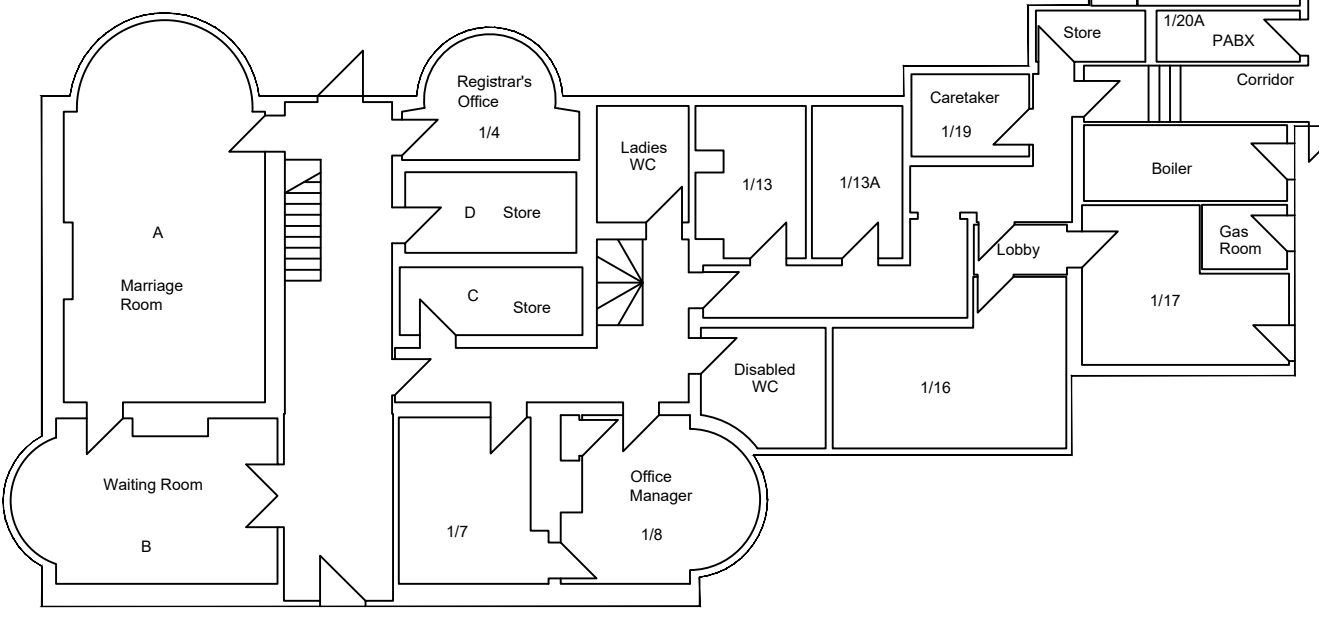 1/20A
PABX
Store
Corridor
Registrar's
Office
1/4
Caretaker
1/19
Ladies
WC
1/13
1/13A
Boiler
A
Marriage
Room
D Store
Lobby
Gas
Room
C Store
1/17
Disabled
WC
1/16
Waiting Room
B
1/7
Office
Manager
1/8